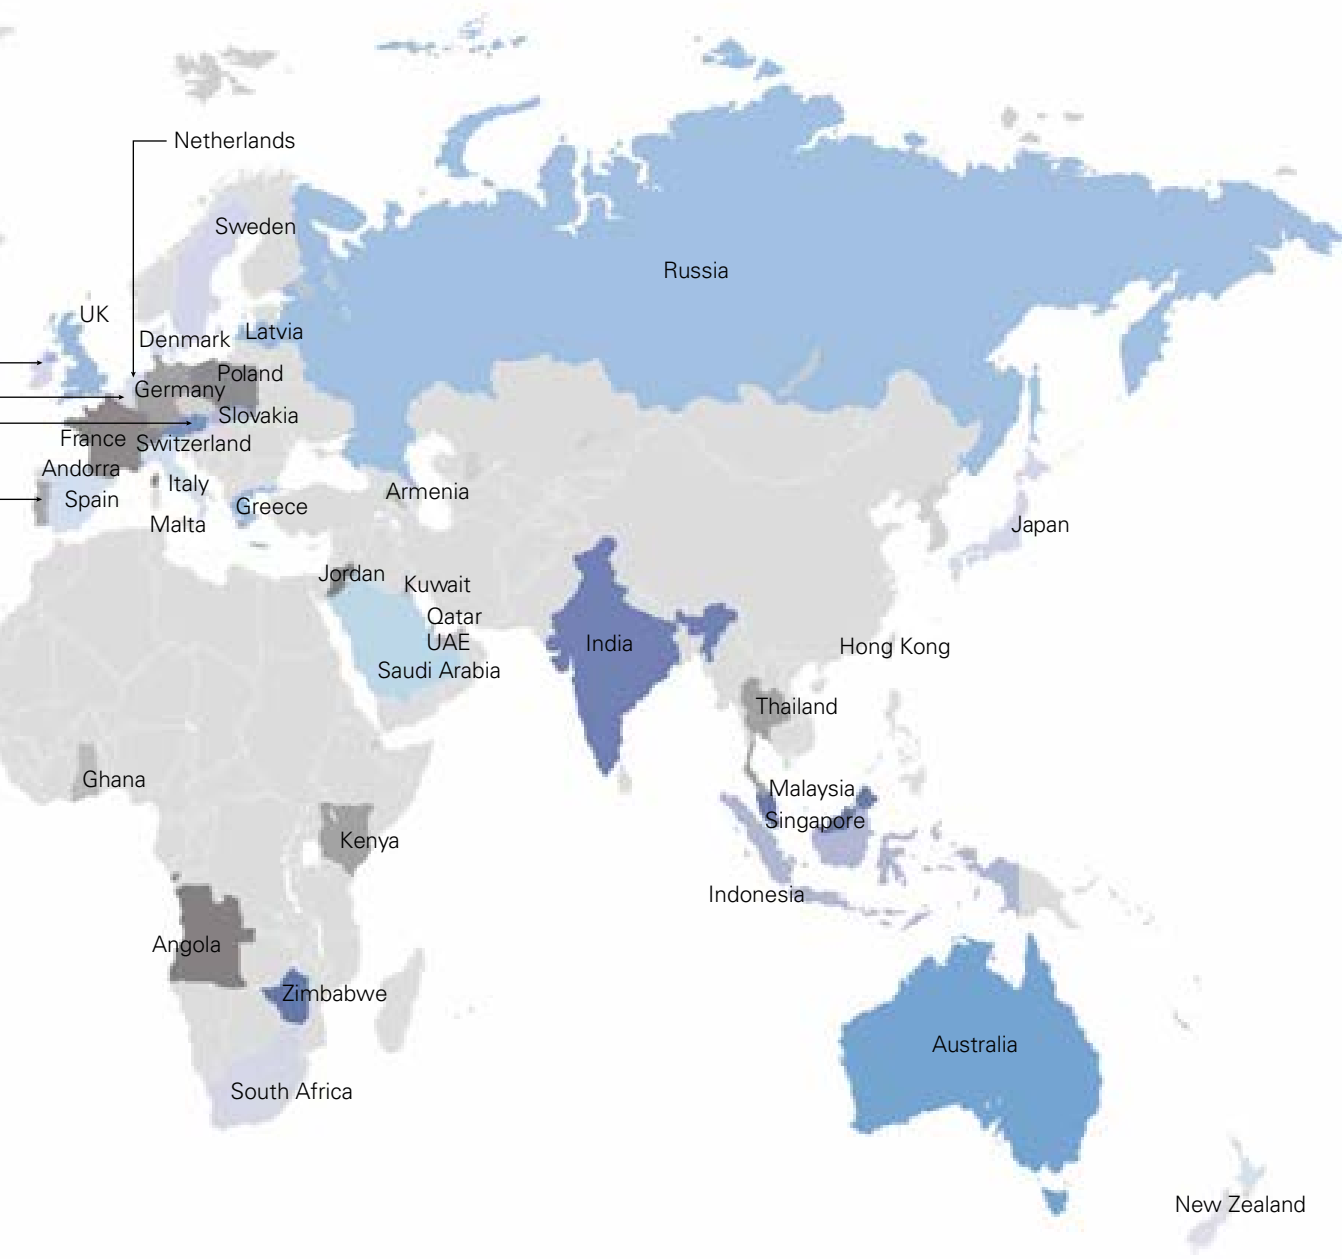 Netherlands
Sweden
Russia
UK
Denmark
Latvia
Poland
Germany
Slovakia
France
Switzerland
Andorra
Italy
Armenia
Spain
Greece
Malta
Japan
Jordan
Kuwait
Qatar
UAE
India
Hong Kong
Saudi Arabia
Thailand
Ghana
Malaysia
Singapore
Kenya
Indonesia
Angola
Zimbabwe
Australia
South Africa
New Zealand